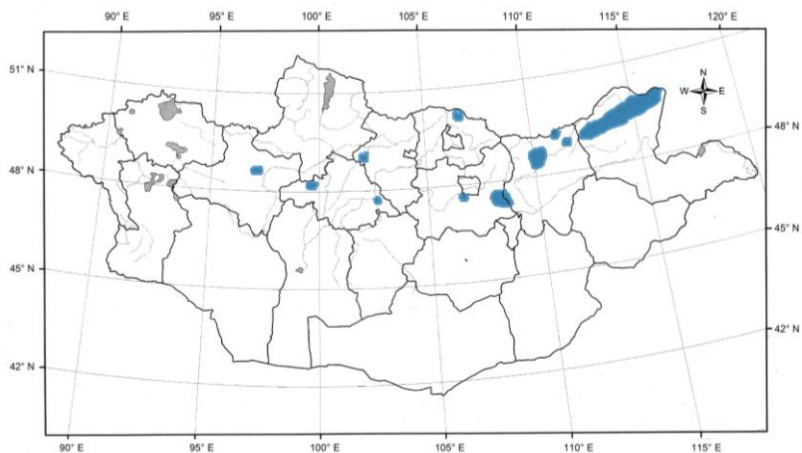 90° E 95° E 100° E 105° E 110° E 115° E 120° E
51° N
N
W E
S
48° N 48° N
45° N 45° N
42° N 42° N
90° E 95° E 100° E 105° E 110° E 115° E